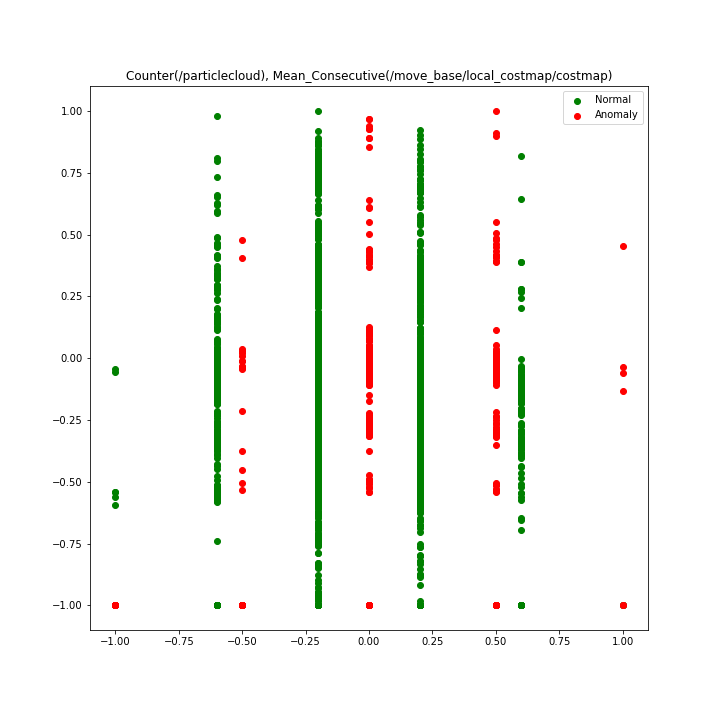 Counter(/particlecloud), Mean_Consecutive(/move_base/local_costmap/costmap)
Normal
Anomaly
1.00
0.75
0.50
0.25
0.00
−0.25
−0.50
−0.75
−1.00
−1.00 −0.75 −0.50 −0.25 0.00 0.25 0.50 0.75 1.00